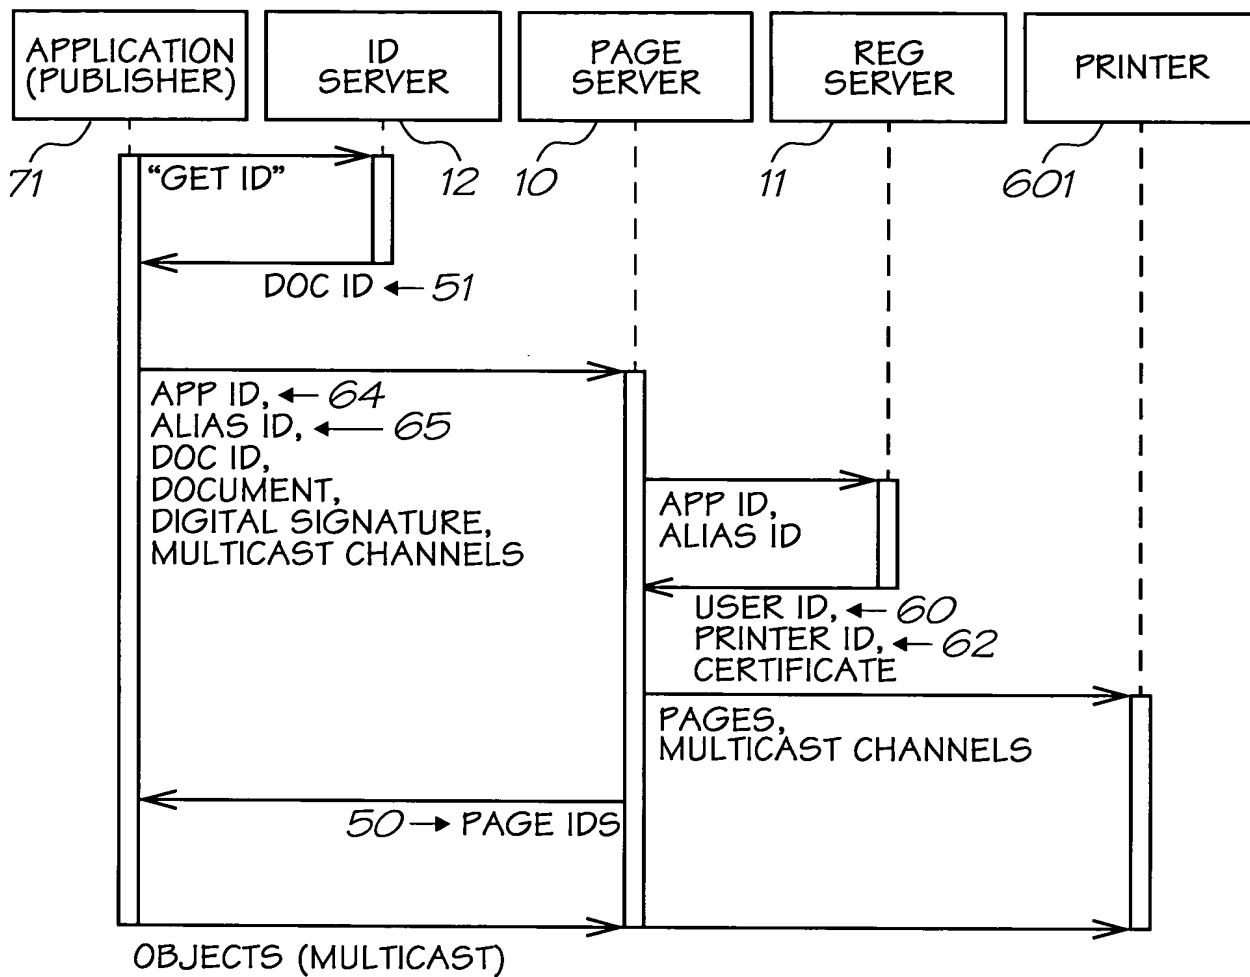 APPLICATION
(PUBLISHER)
ID
SERVER
PAGE
SERVER
REG
SERVER
PRINTER
71
12
10
11
601
"GET ID"
DOC ID
51
APP ID,
64
ALIAS ID,
65
DOC ID,
DOCUMENT,
DIGITAL SIGNATURE,
MULTICAST CHANNELS
APP ID,
ALIAS ID
USER ID,
60
PRINTER ID,
62
CERTIFICATE
PAGES,
MULTICAST CHANNELS
50
PAGE IDS
OBJECTS (MULTICAST)